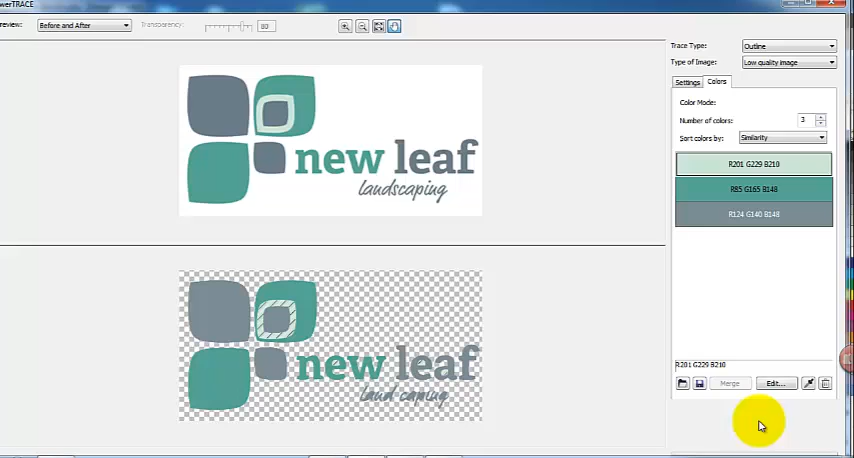 werTRACE
review:
Before and After
Transparency:
80
Trace Type:
Outline
Type of Image:
Low quality image
Settings
Colors
Color Mode:
Number of colors:
3
Sort colors by:
Similarity
R201 G229 B210
R85 G165 B148
R124 G140 B148
new leaf
landscaping
new leaf
land caping
R201 G229 B210
Merge
Edit...